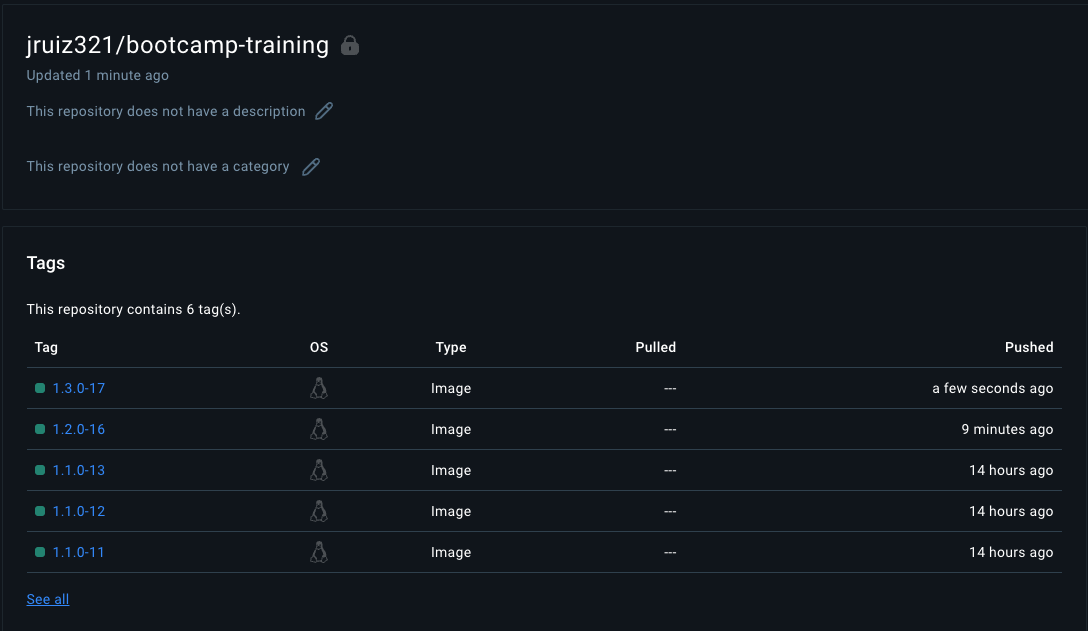 jruiz321/bootcamp-training
Updated 1 minute ago
This repository does not have a description
This repository does not have a category
Tags
This repository contains 6 tag(s).
Tag OS Type Pulled Pushed
1.3.0-17 Image --- a few seconds ago
1.2.0-16 Image --- 9 minutes ago
1.1.0-13 Image --- 14 hours ago
1.1.0-12 Image --- 14 hours ago
1.1.0-11 Image --- 14 hours ago
See all